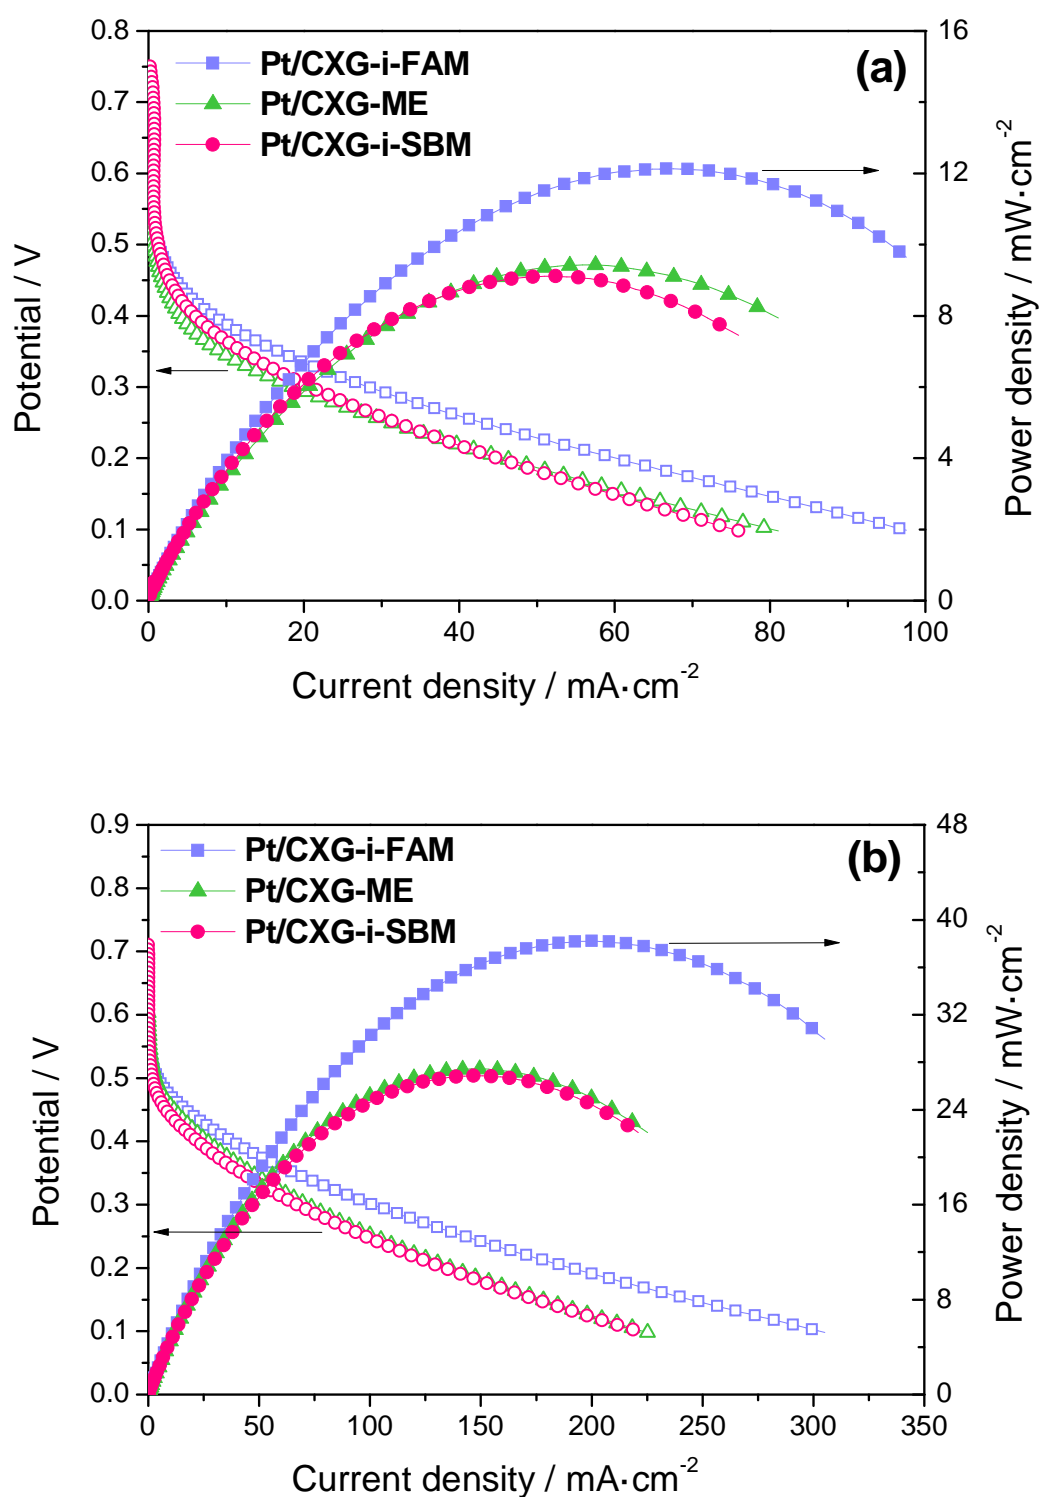 (a)
Pt/CXG-i-FAM
Pt/CXG-ME
Pt/CXG-i-SBM
0.8
0.7
0.6
0.5
0.4
0.3
0.2
0.1
0.0
Potential / V
16
12
8
4
0
Power density / mW·cm-2
0 20 40 60 80 100
Current density / mA·cm-2
(b)
Pt/CXG-i-FAM
Pt/CXG-ME
Pt/CXG-i-SBM
0.9
0.8
0.7
0.6
0.5
0.4
0.3
0.2
0.1
0.0
Potential / V
48
40
32
24
16
8
0
Power density / mW·cm-2
0 50 100 150 200 250 300 350
Current density / mA·cm-2